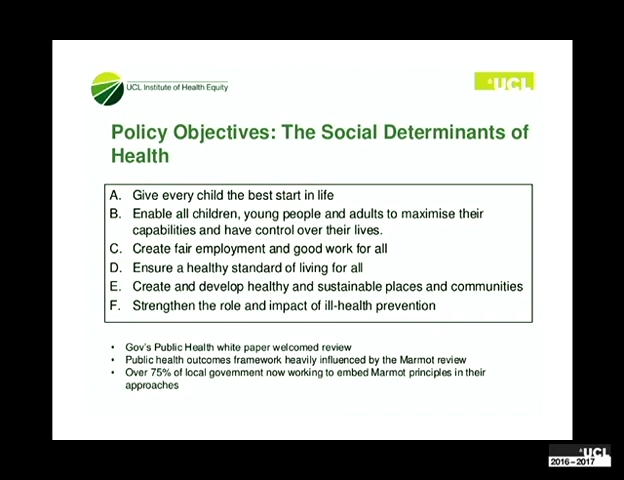 UCL Institute of Health Equity
UCL
Policy Objectives: The Social Determinants of
Health
A. Give every child the best start in life
B. Enable all children, young people and adults to maximise their
capabilities and have control over their lives.
C. Create fair employment and good work for all
D. Ensure a healthy standard of living for all
E. Create and develop healthy and sustainable places and communities
F. Strengthen the role and impact of ill-health prevention
• Gov's Public Health white paper welcomed review
• Public health outcomes framework heavily influenced by the Marmot review
• Over 75% of local government now working to embed Marmot principles in their
approaches
UCL
2016 – 2017